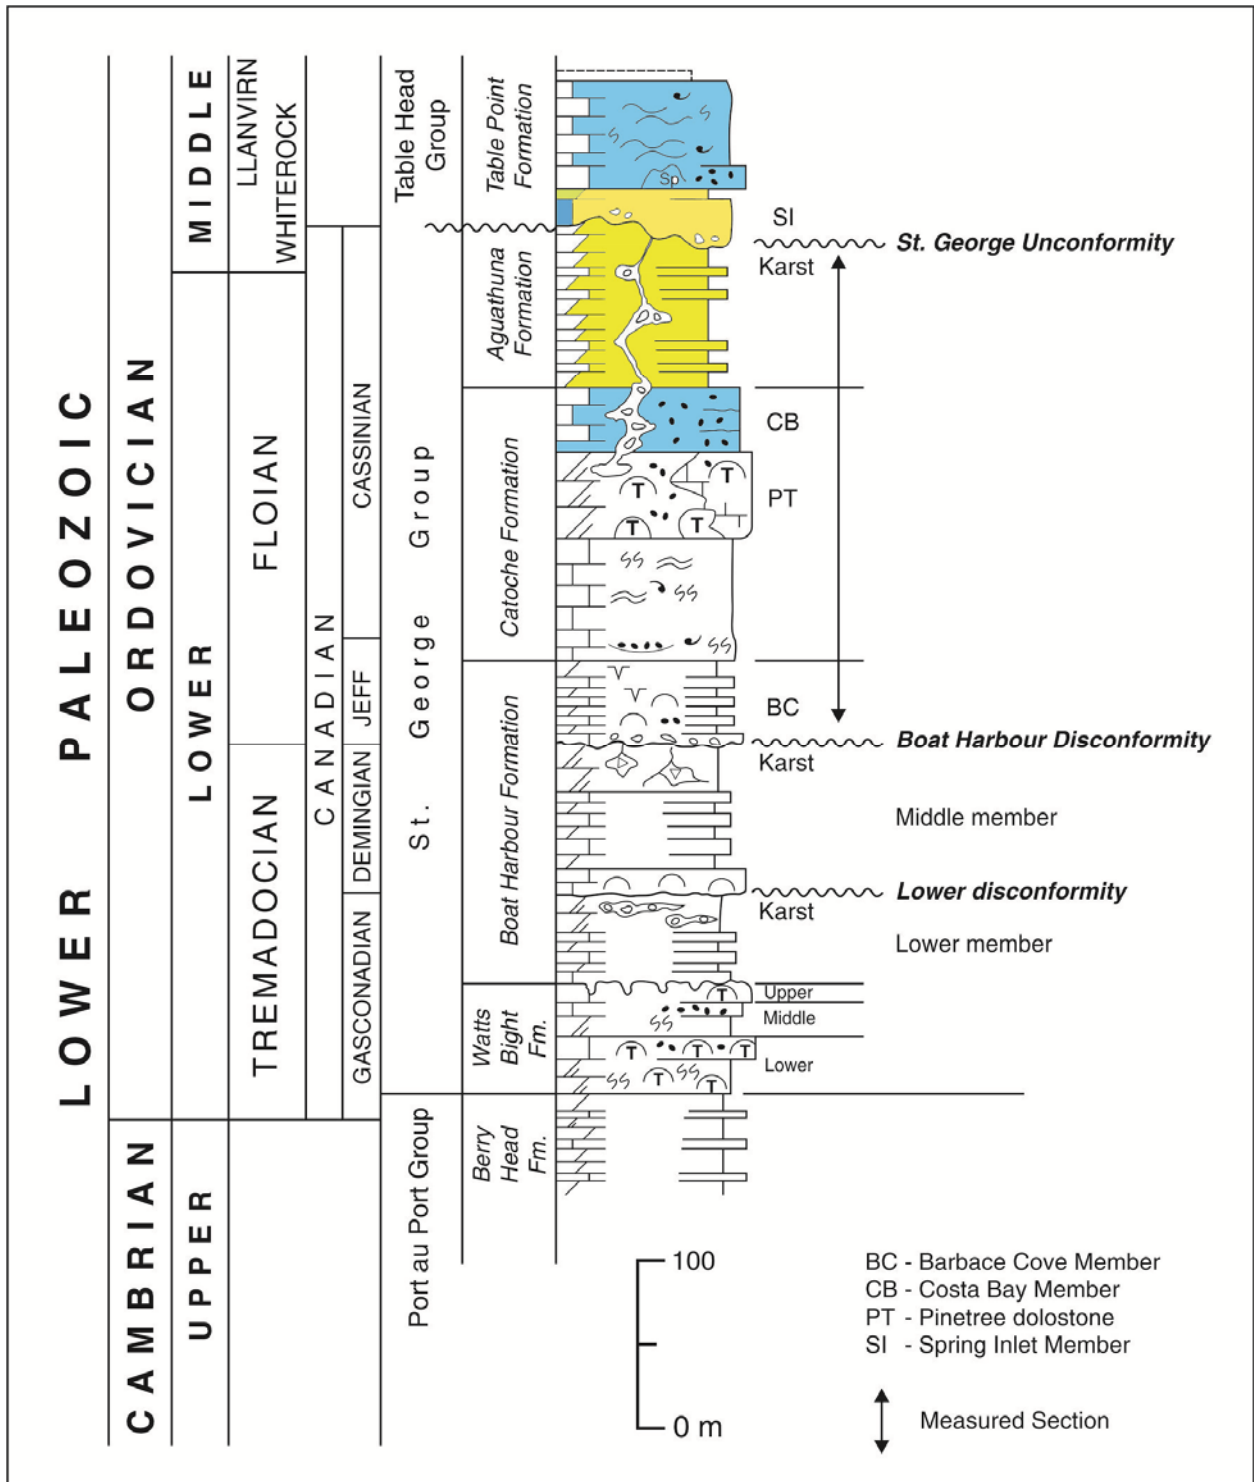 LOWER PALEOZOIC
CAMBRIAN
ORDOVICIAN
UPPER
LOWER
MIDDLE
TREMADOCIAN
FLOIAN
LLANVIRN
WHITEROCK
CANADIAN
GASCONADIAN
DEMINGIAN
JEFF
CASSINIAN
Port au Port Group
St. George Group
Table Head
Group
Berry
Head
Fm.
Watts
Bight
Fm.
Boat Harbour Formation
Catoche Formation
Aguathuna
Formation
Table Point
Formation
Sp
SI
St. George Unconformity
Karst
CB
T
T
PT
T
T
BC
Boat Harbour Disconformity
Karst
Middle member
Lower disconformity
Karst
Lower member
T
Upper
Middle
T
T
T
Lower
T
T
100
0 m
BC - Barbace Cove Member
CB - Costa Bay Member
PT - Pinetree dolostone
SI - Spring Inlet Member
Measured Section